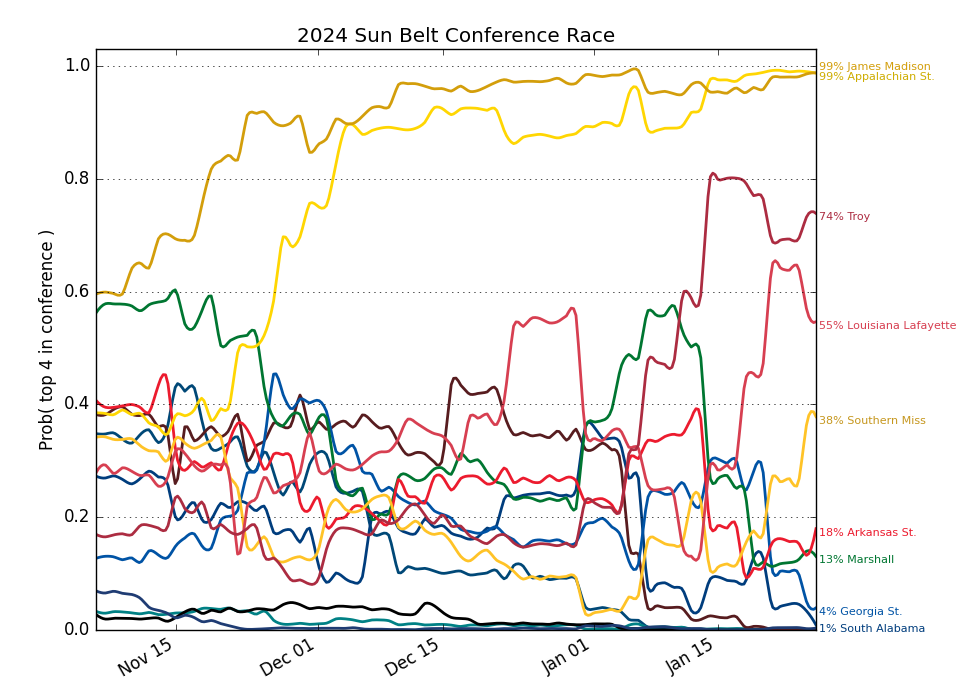 2024 Sun Belt Conference Race
Prob( top 4 in conference )
1.0
0.8
0.6
0.4
0.2
0.0
Nov 15
Dec 01
Dec 15
Jan 01
Jan 15
99% James Madison
99% Appalachian St.
74% Troy
55% Louisiana Lafayette
38% Southern Miss
18% Arkansas St.
13% Marshall
4% Georgia St.
1% South Alabama